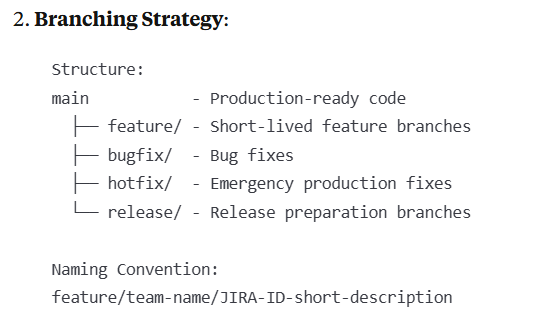 2. Branching Strategy:
Structure:
main - Production-ready code
├─ feature/ - Short-lived feature branches
├─ bugfix/ - Bug fixes
├─ hotfix/ - Emergency production fixes
└─ release/ - Release preparation branches
Naming Convention:
feature/team-name/JIRA-ID-short-description